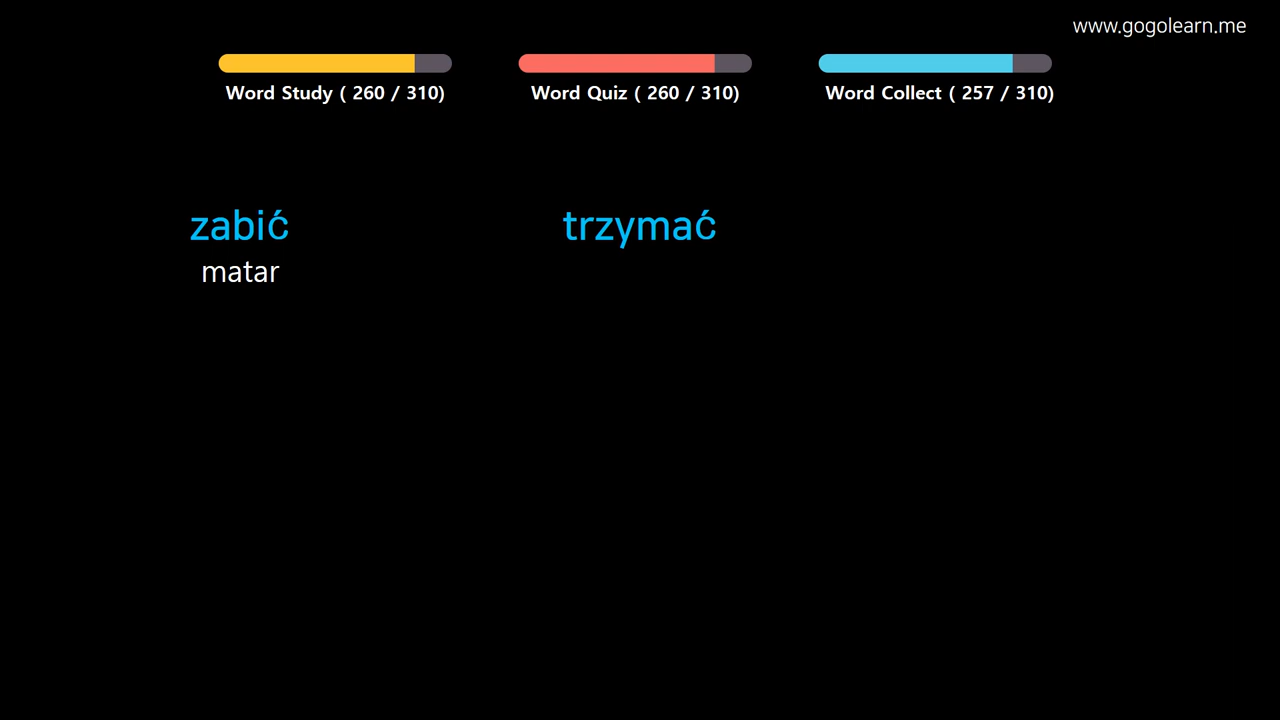 www.gogolearn.me
Word Study ( 260 / 310)
Word Quiz ( 260 / 310)
Word Collect ( 257 / 310)
zabić
trzymać
matar